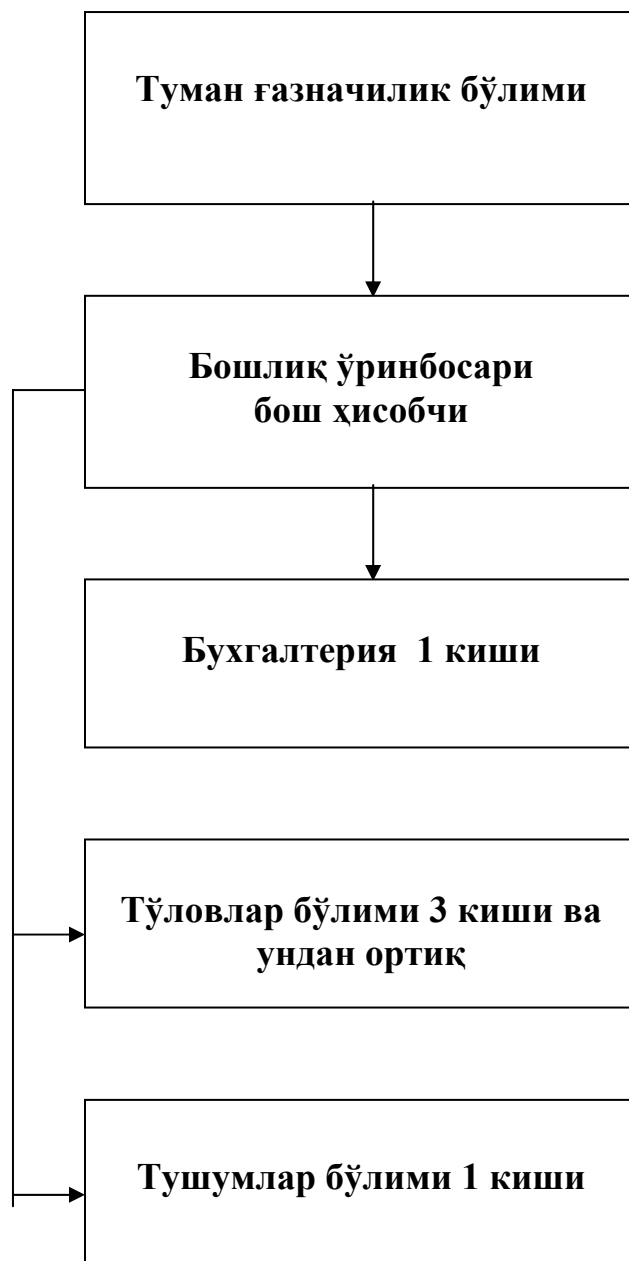 Туман ғазначилик бўлими
Бошлиқ ўринбосари
бош ҳисобчи
Бухгалтерия 1 киши
Тўловлар бўлими 3 киши ва
ундан ортиқ
Тушумлар бўлими 1 киши